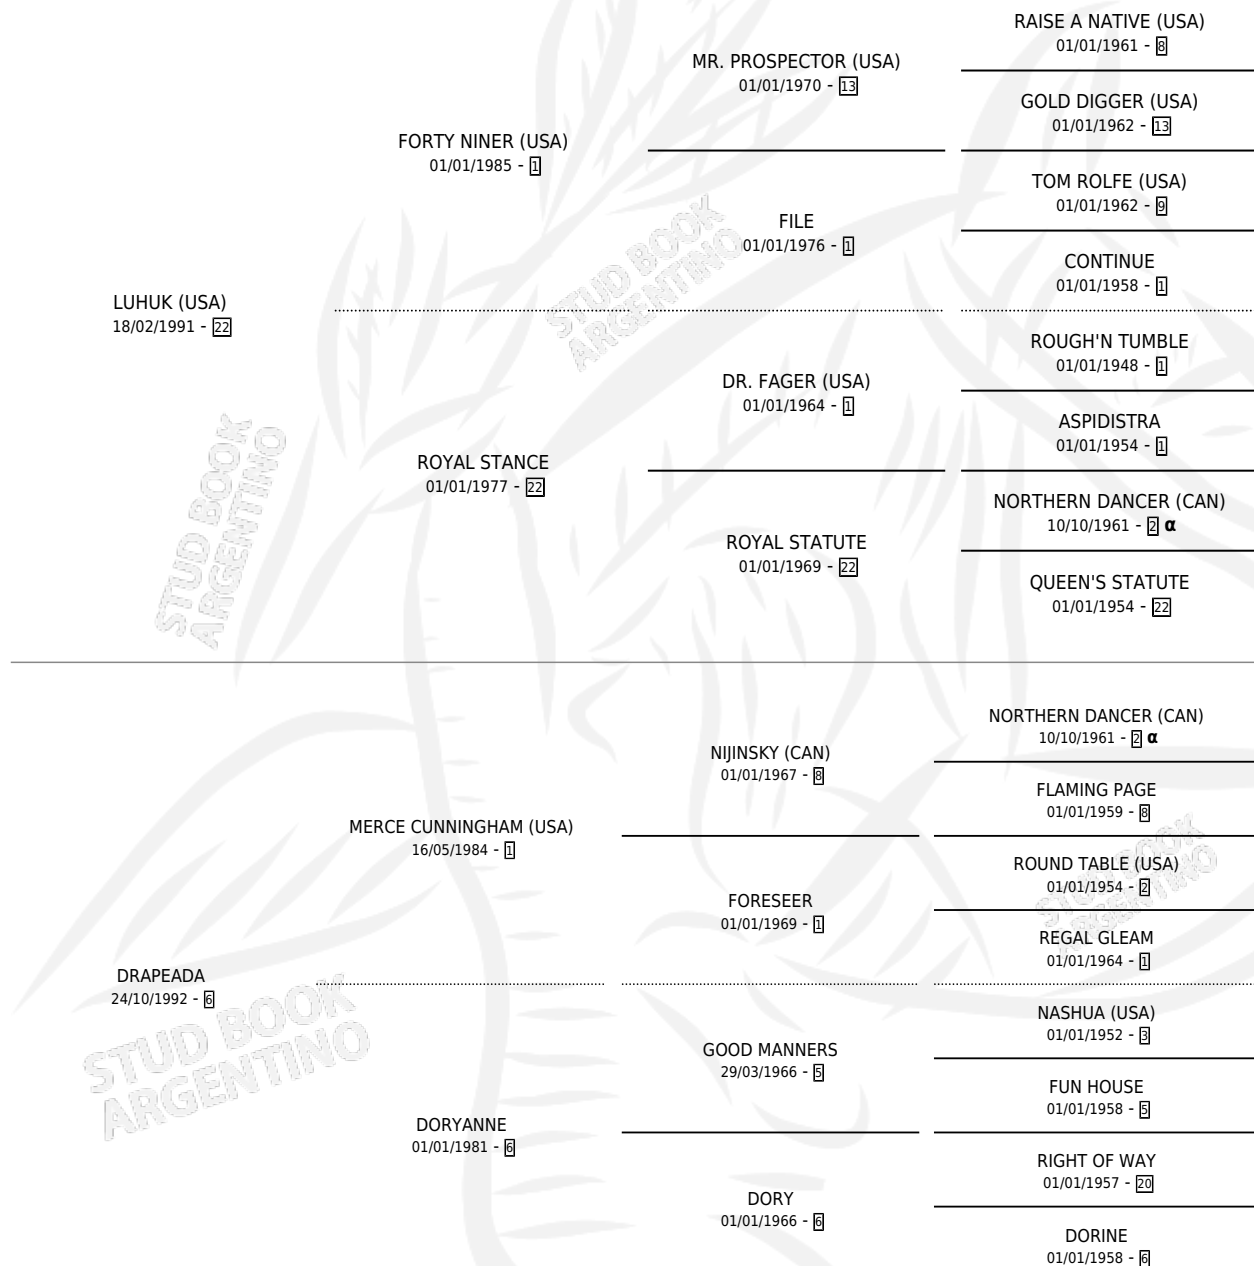 RAISE A NATIVE (USA)
01/01/1961 - 8
MR. PROSPECTOR (USA)
01/01/1970 - 13
GOLD DIGGER (USA)
01/01/1962 - 13
FORTY NINER (USA)
01/01/1985 - 1
TOM ROLFE (USA)
01/01/1962 - 9
FILE
01/01/1976 - 1
CONTINUE
01/01/1958 - 1
LUHUK (USA)
18/02/1991 - 22
ROUGH'N TUMBLE
01/01/1948 - 1
DR. FAGER (USA)
01/01/1964 - 1
ASPIDISTRA
01/01/1954 - 1
ROYAL STANCE
01/01/1977 - 22
NORTHERN DANCER (CAN)
10/10/1961 - 2 α
ROYAL STATUTE
01/01/1969 - 22
QUEEN'S STATUTE
01/01/1954 - 22
NORTHERN DANCER (CAN)
10/10/1961 - 2 α
NIJINSKY (CAN)
01/01/1967 - 8
FLAMING PAGE
01/01/1959 - 8
MERCE CUNNINGHAM (USA)
16/05/1984 - 1
ROUND TABLE (USA)
01/01/1954 - 2
FORESEER
01/01/1969 - 1
REGAL GLEAM
01/01/1964 - 1
DRAPEADA
24/10/1992 - 6
NASHUA (USA)
01/01/1952 - 3
GOOD MANNERS
29/03/1966 - 5
FUN HOUSE
01/01/1958 - 5
DORYANNE
01/01/1981 - 6
RIGHT OF WAY
01/01/1957 - 20
DORY
01/01/1966 - 6
DORINE
01/01/1958 - 6
STUD BOOK
ARGENTINO
STUD BOOK
ARGENTINO
STUD BOOK
ARGENTINO
STUD BOOK
ARGENTINO